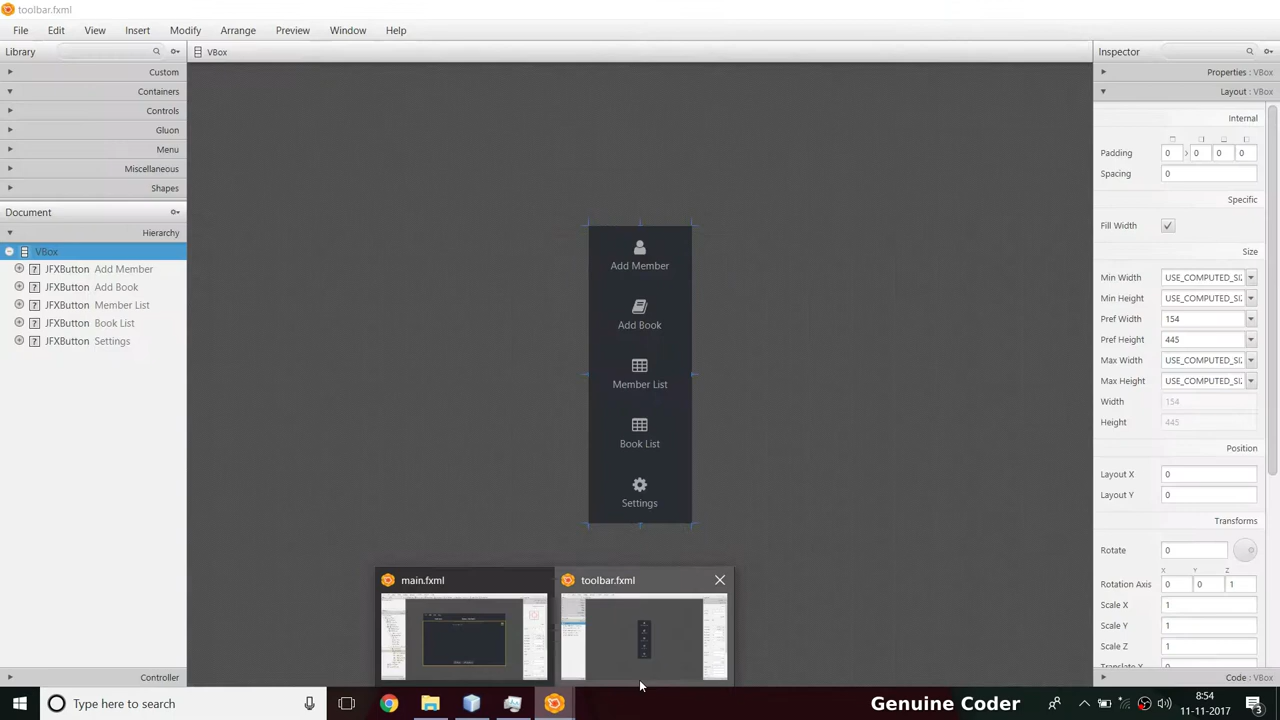 toolbar.fxml
File Edit View Insert Modify Arrange Preview Window Help
Library
VBox
Inspector
Custom
Containers
Controls
Gluon
Menu
Miscellaneous
Shapes
Document
Hierarchy
VBox
JFXButton Add Member
JFXButton Add Book
JFXButton Member List
JFXButton Book List
JFXButton Settings
Controller
Add Member
Add Book
Member List
Book List
Settings
Properties : VBox
Layout : VBox
Internal
Padding 0 0 0 0
Spacing 0
Specific
Fill Width
Size
Min Width USE_COMPUTED_SI
Min Height USE_COMPUTED_SI
Pref Width 154
Pref Height 445
Max Width USE_COMPUTED_SI
Max Height USE_COMPUTED_SI
Width 154
Height 445
Position
Layout X 0
Layout Y 0
Transforms
Rotate 0
X Y Z
Rotation Axis 0 0 1
Scale X 1
Scale Y 1
Scale Z 1
Code : VBox
main.fxml
toolbar.fxml
Type here to search
Genuine Coder
8:54
11-11-2017
3